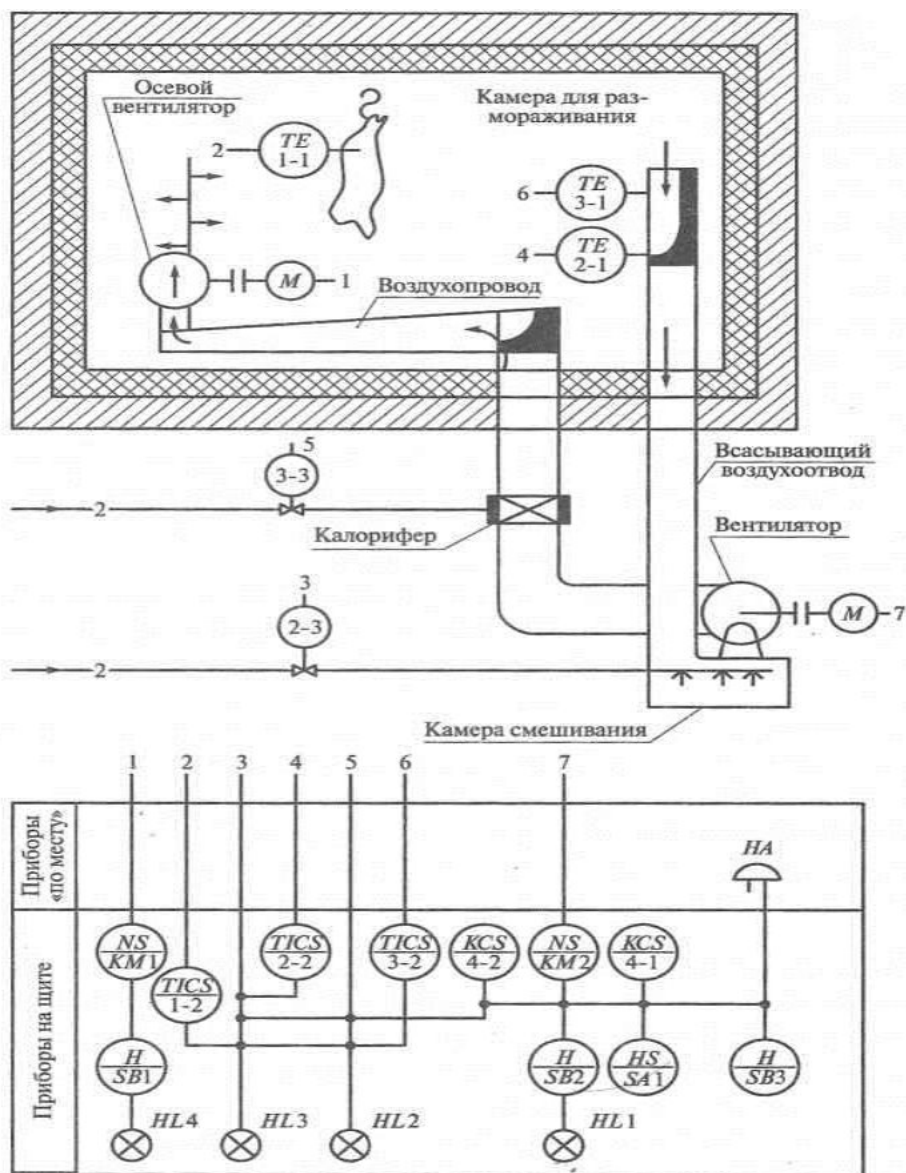 Осевой
вентилятор
Камера для раз-
мораживания
2
TE
1-1
6
TE
3-1
4
TE
2-1
M
1
Воздухопровод
5
3-3
2
Калорифер
Всасывающий
воздухоотвод
Вентилятор
3
2-3
M
7
2
Камера смешивания
1 2 3 4 5 6 7
Приборы
«по месту»
HA
Приборы на щите
NS
KM1
TICS
1-2
TICS
2-2
TICS
3-2
KCS
4-2
NS
KM2
KCS
4-1
H
SB1
H
SB2
HS
SA1
H
SB3
HL4
HL3
HL2
HL1